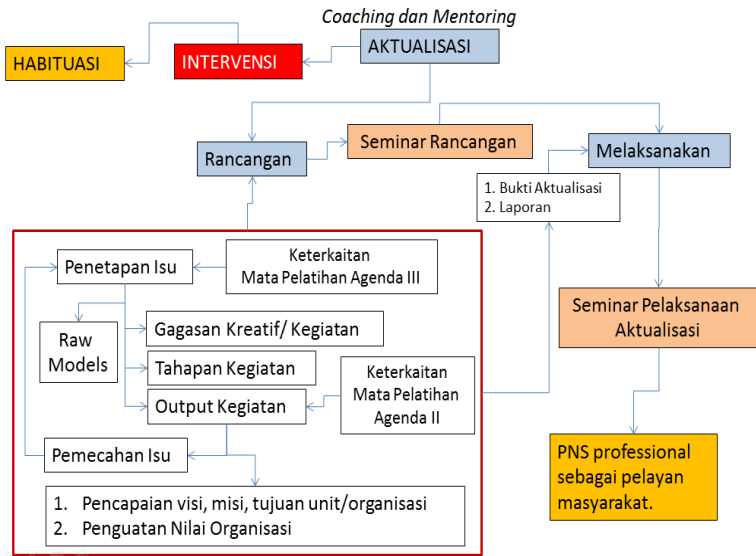 Coaching dan Mentoring
AKTUALISASI
INTERVENSI
HABITUASI
Rancangan
Seminar Rancangan
Melaksanakan
1. Bukti Aktualisasi
2. Laporan
Penetapan Isu
Keterkaitan
Mata Pelatihan Agenda III
Raw
Models
Gagasan Kreatif/ Kegiatan
Tahapan Kegiatan
Output Kegiatan
Keterkaitan
Mata Pelatihan
Agenda II
Pemecahan Isu
1. Pencapaian visi, misi, tujuan unit/organisasi
2. Penguatan Nilai Organisasi
Seminar Pelaksanaan
Aktualisasi
PNS professional
sebagai pelayan
masyarakat.